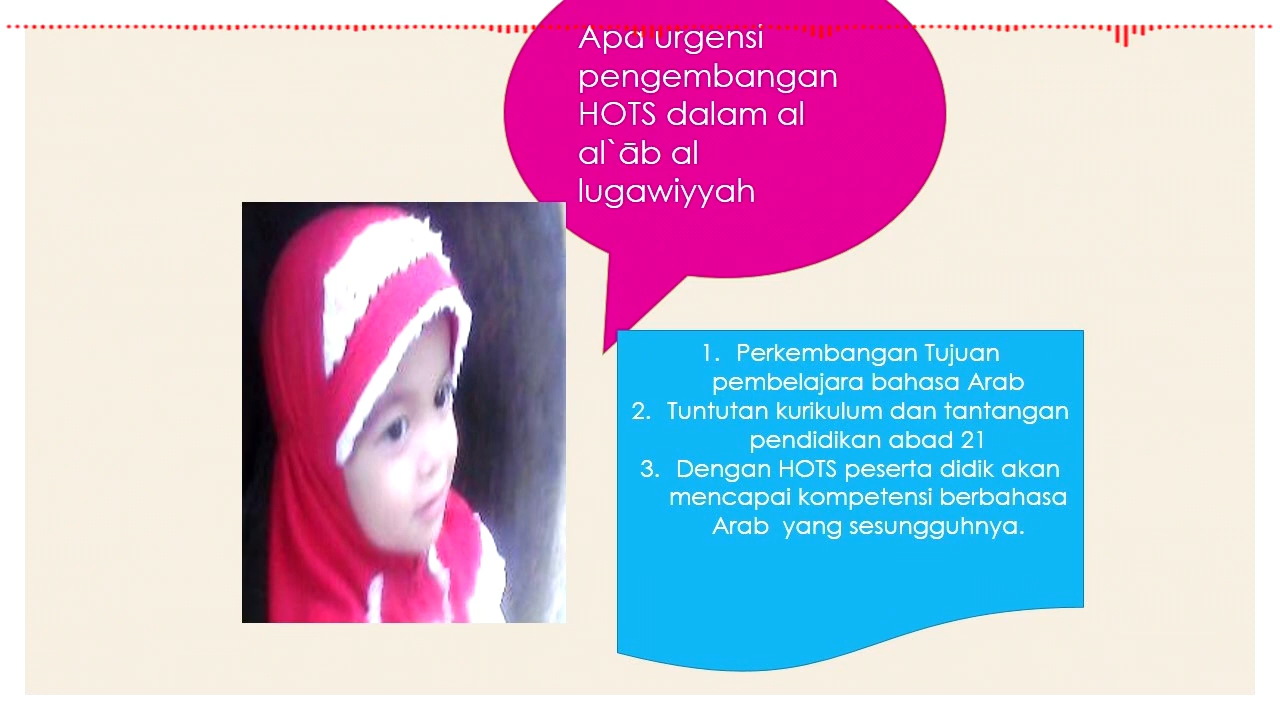 Apa urgensi
pengembangan
HOTS dalam al
al`āb al
lugawiyyah
1. Perkembangan Tujuan
pembelajara bahasa Arab
2. Tuntutan kurikulum dan tantangan
pendidikan abad 21
3. Dengan HOTS peserta didik akan
mencapai kompetensi berbahasa
Arab  yang sesungguhnya.